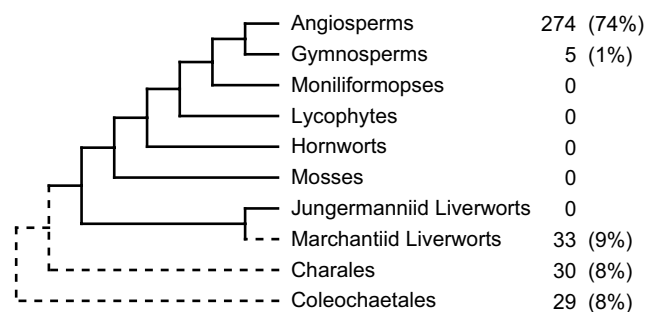 Angiosperms 274 (74%)
Gymnosperms 5 (1%)
Moniliformopses 0
Lycophytes 0
Hornworts 0
Mosses 0
Jungermanniid Liverworts 0
Marchantiid Liverworts 33 (9%)
Charales 30 (8%)
Coleochaetales 29 (8%)